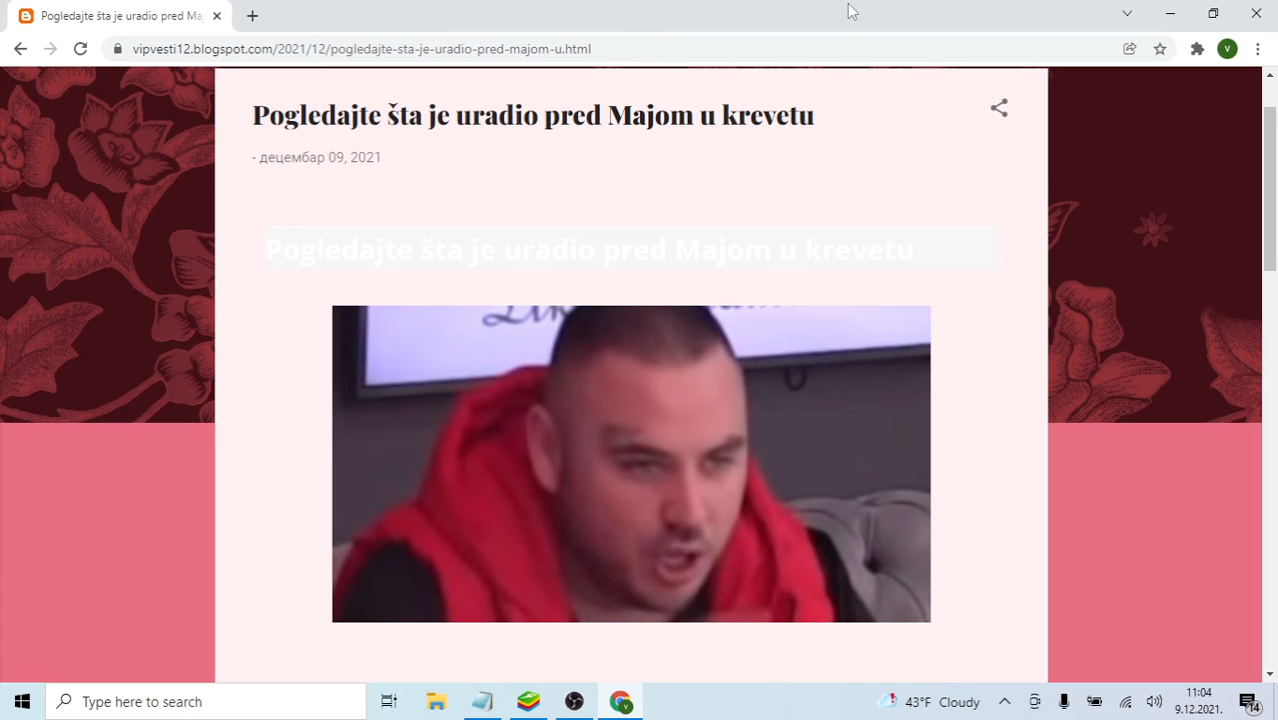 Pogledajte šta je uradio pred Maj
vipvesti12.blogspot.com/2021/12/pogledajte-sta-je-uradio-pred-majom-u.html
V
Pogledajte šta je uradio pred Majom u krevetu
- децембар 09, 2021
Pogledajte šta je uradio pred Majom u krevetu
Type here to search
43°F Cloudy
11:04
9.12.2021.
14